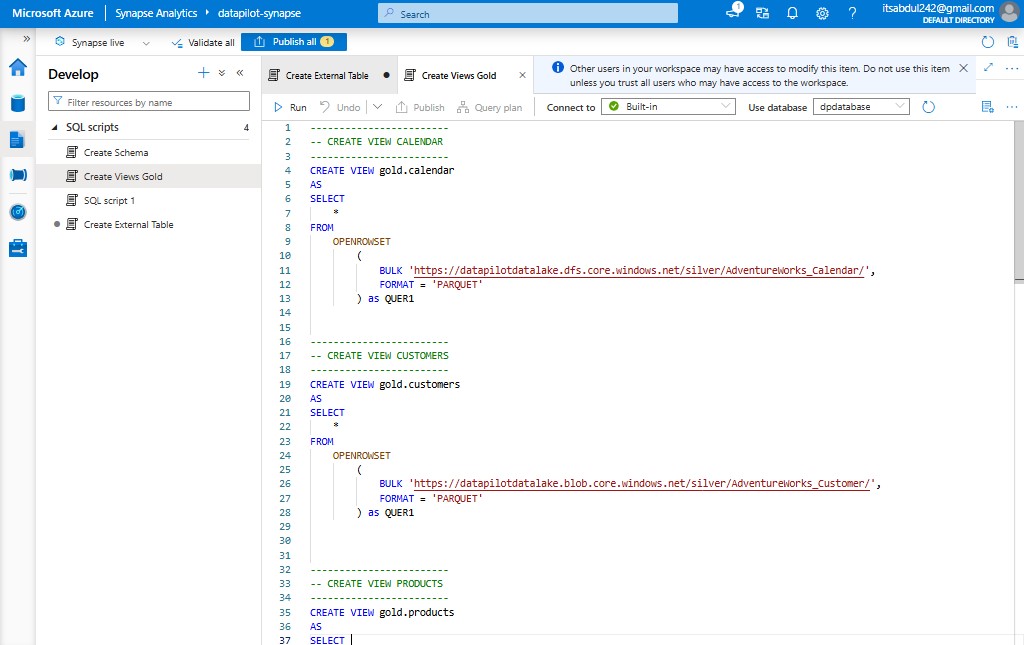 Microsoft Azure
Synapse Analytics
datapilot-synapse
Search
1
?
itsabdul242@gmail.com
DEFAULT DIRECTORY
Synapse live
Validate all
Publish all 1
Develop
Filter resources by name
SQL scripts 4
Create Schema
Create Views Gold
SQL script 1
Create External Table
Create External Table
Create Views Gold
Other users in your workspace may have access to modify this item. Do not use this item
unless you trust all users who may have access to the workspace.
Run Undo Publish Query plan Connect to Built-in Use database dpdatabase
1 ------------------------
2 -- CREATE VIEW CALENDAR
3 ------------------------
4 CREATE VIEW gold.calendar
5 AS
6 SELECT
7 *
8 FROM
9 OPENROWSET
10 (
11 BULK 'https://datapilotdatalake.dfs.core.windows.net/silver/AdventureWorks_Calendar/',
12 FORMAT = 'PARQUET'
13 ) as QUER1
14
15
16 ------------------------
17 -- CREATE VIEW CUSTOMERS
18 ------------------------
19 CREATE VIEW gold.customers
20 AS
21 SELECT
22 *
23 FROM
24 OPENROWSET
25 (
26 BULK 'https://datapilotdatalake.blob.core.windows.net/silver/AdventureWorks_Customer/',
27 FORMAT = 'PARQUET'
28 ) as QUER1
29
30
31
32 ------------------------
33 -- CREATE VIEW PRODUCTS
34 ------------------------
35 CREATE VIEW gold.products
36 AS
37 SELECT